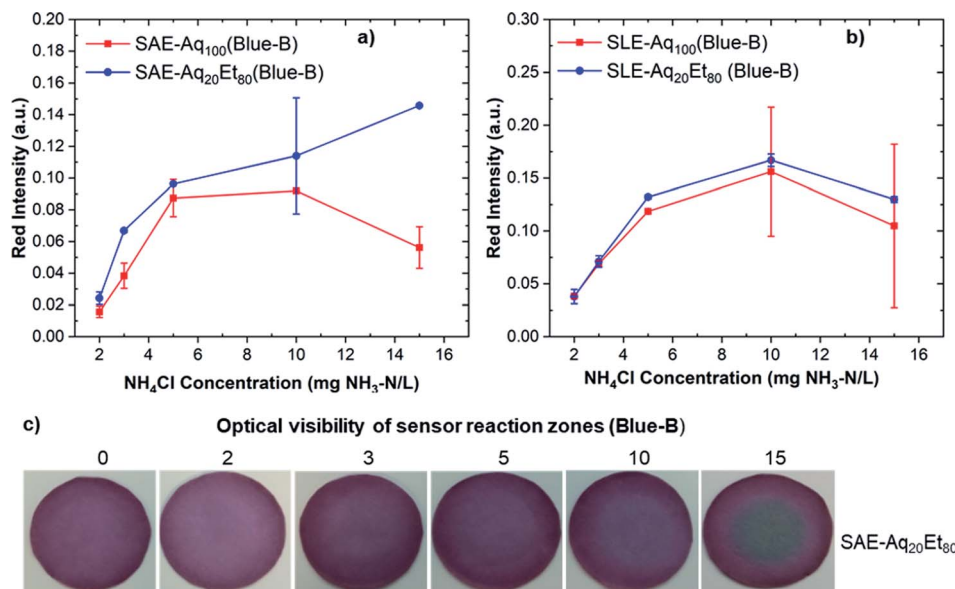 a)
SAE-Aq₁₀₀(Blue-B)
SAE-Aq₂₀Et₈₀(Blue-B)
Red Intensity (a.u.)
0.20
0.18
0.16
0.14
0.12
0.10
0.08
0.06
0.04
0.02
0.00
2 4 6 8 10 12 14 16
NH₄Cl Concentration (mg NH₃-N/L)
b)
SLE-Aq₁₀₀(Blue-B)
SLE-Aq₂₀Et₈₀ (Blue-B)
Red Intensity (a.u.)
0.30
0.25
0.20
0.15
0.10
0.05
0.00
2 4 6 8 10 12 14 16
NH₄Cl Concentration (mg NH₃-N/L)
c)
Optical visibility of sensor reaction zones (Blue-B)
0 2 3 5 10 15
SAE-Aq₂₀Et₈₀